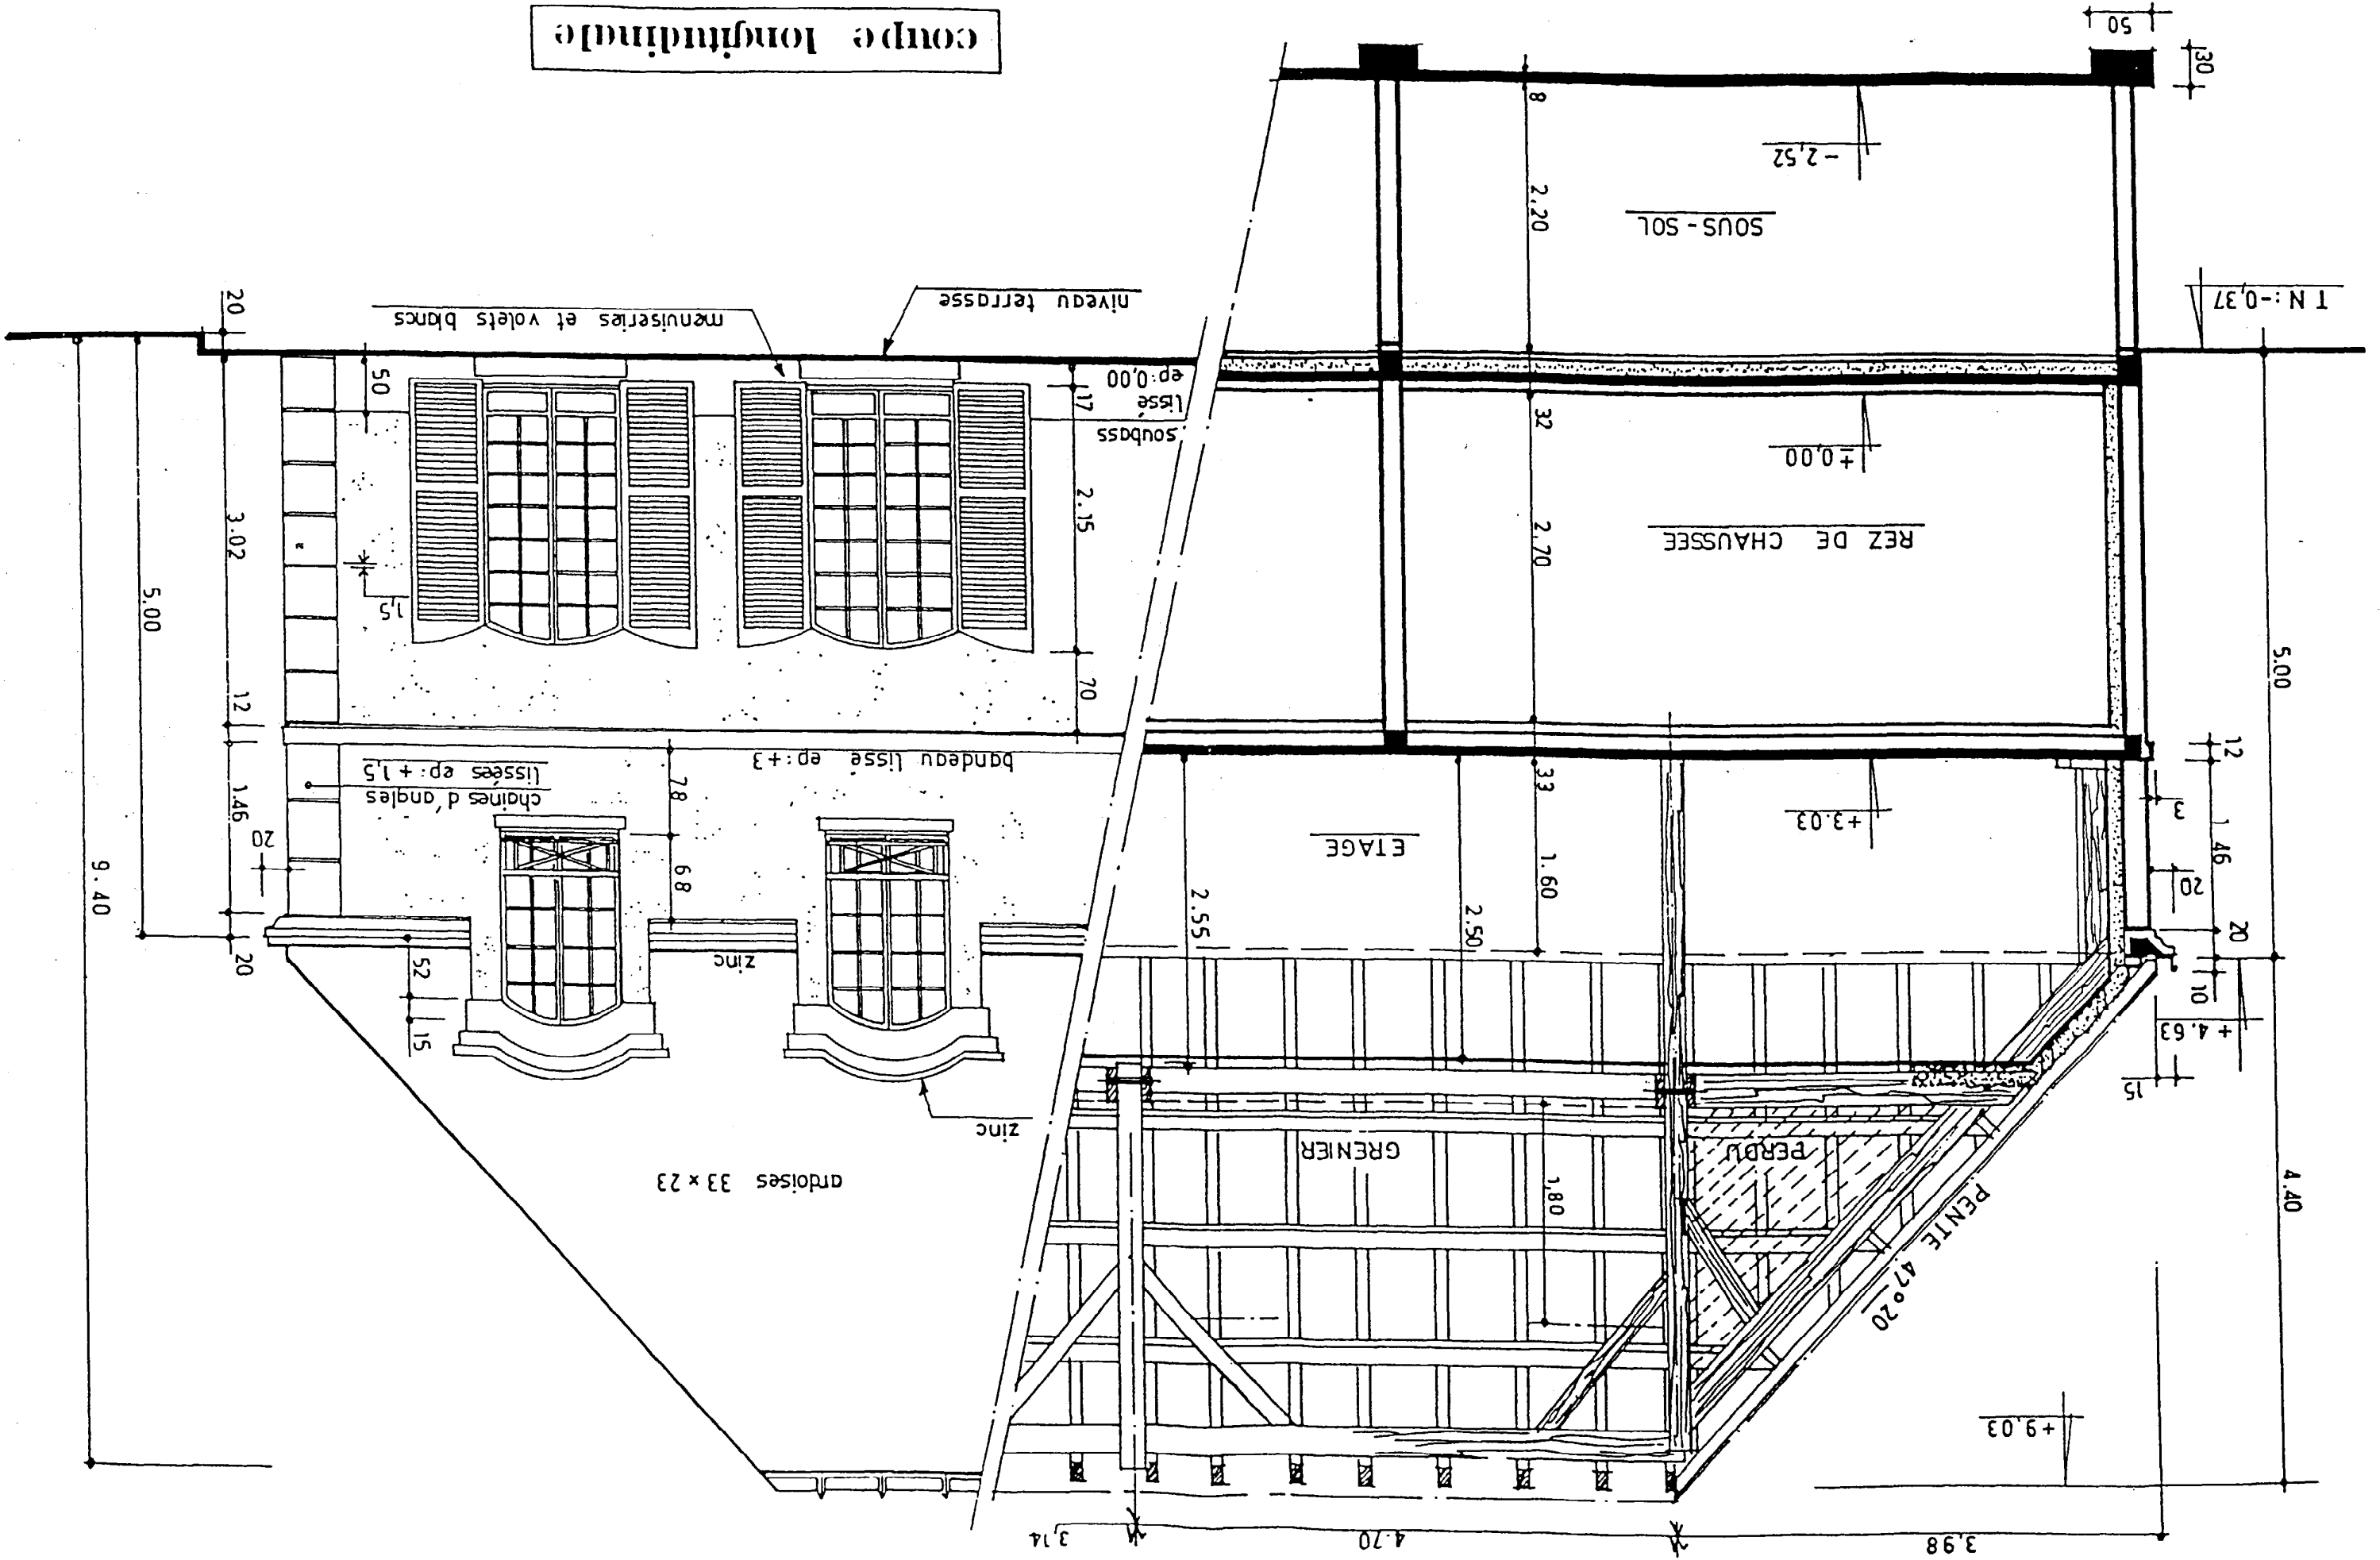 3,98
4.70
3,14
+9.03
4.40
PENTE 47°20
1,80
GRENIER
PERDU
ardoises 33 x 23
zinc
15
+4.63
10
20
20
1.46
3
12
5.00
2.50
2.55
1.60
33
ETAGE
+3.03
15
52
zinc
68
78
bandeau lissé ep:+3
chaines d'angles
lissées ep:+1,5
20
20
1.46
12
3.02
5.00
9.40
REZ DE CHAUSSEE
2,70
±0,00
32
70
2.15
17
1,5
50
soubass
lissé
ep:0,00
niveau terrasse
menuiseries et volets blancs
20
T N:-0,37
SOUS-SOL
2,20
-2,52
8
30
50
coupe longitudinale